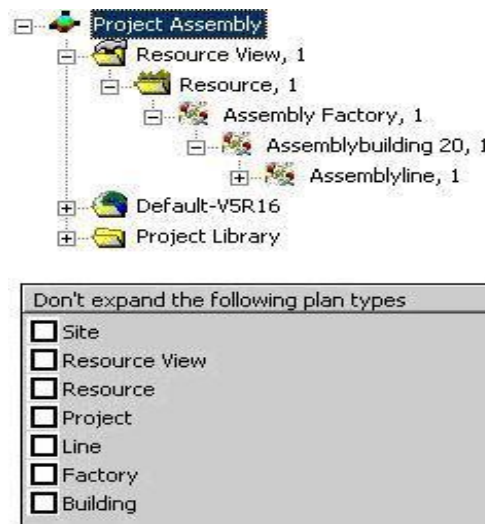 Project Assembly
Resource View, 1
Resource, 1
Assembly Factory, 1
Assemblybuilding 20, 1
Assemblyline, 1
Default-V5R16
Project Library
Don't expand the following plan types
Site
Resource View
Resource
Project
Line
Factory
Building